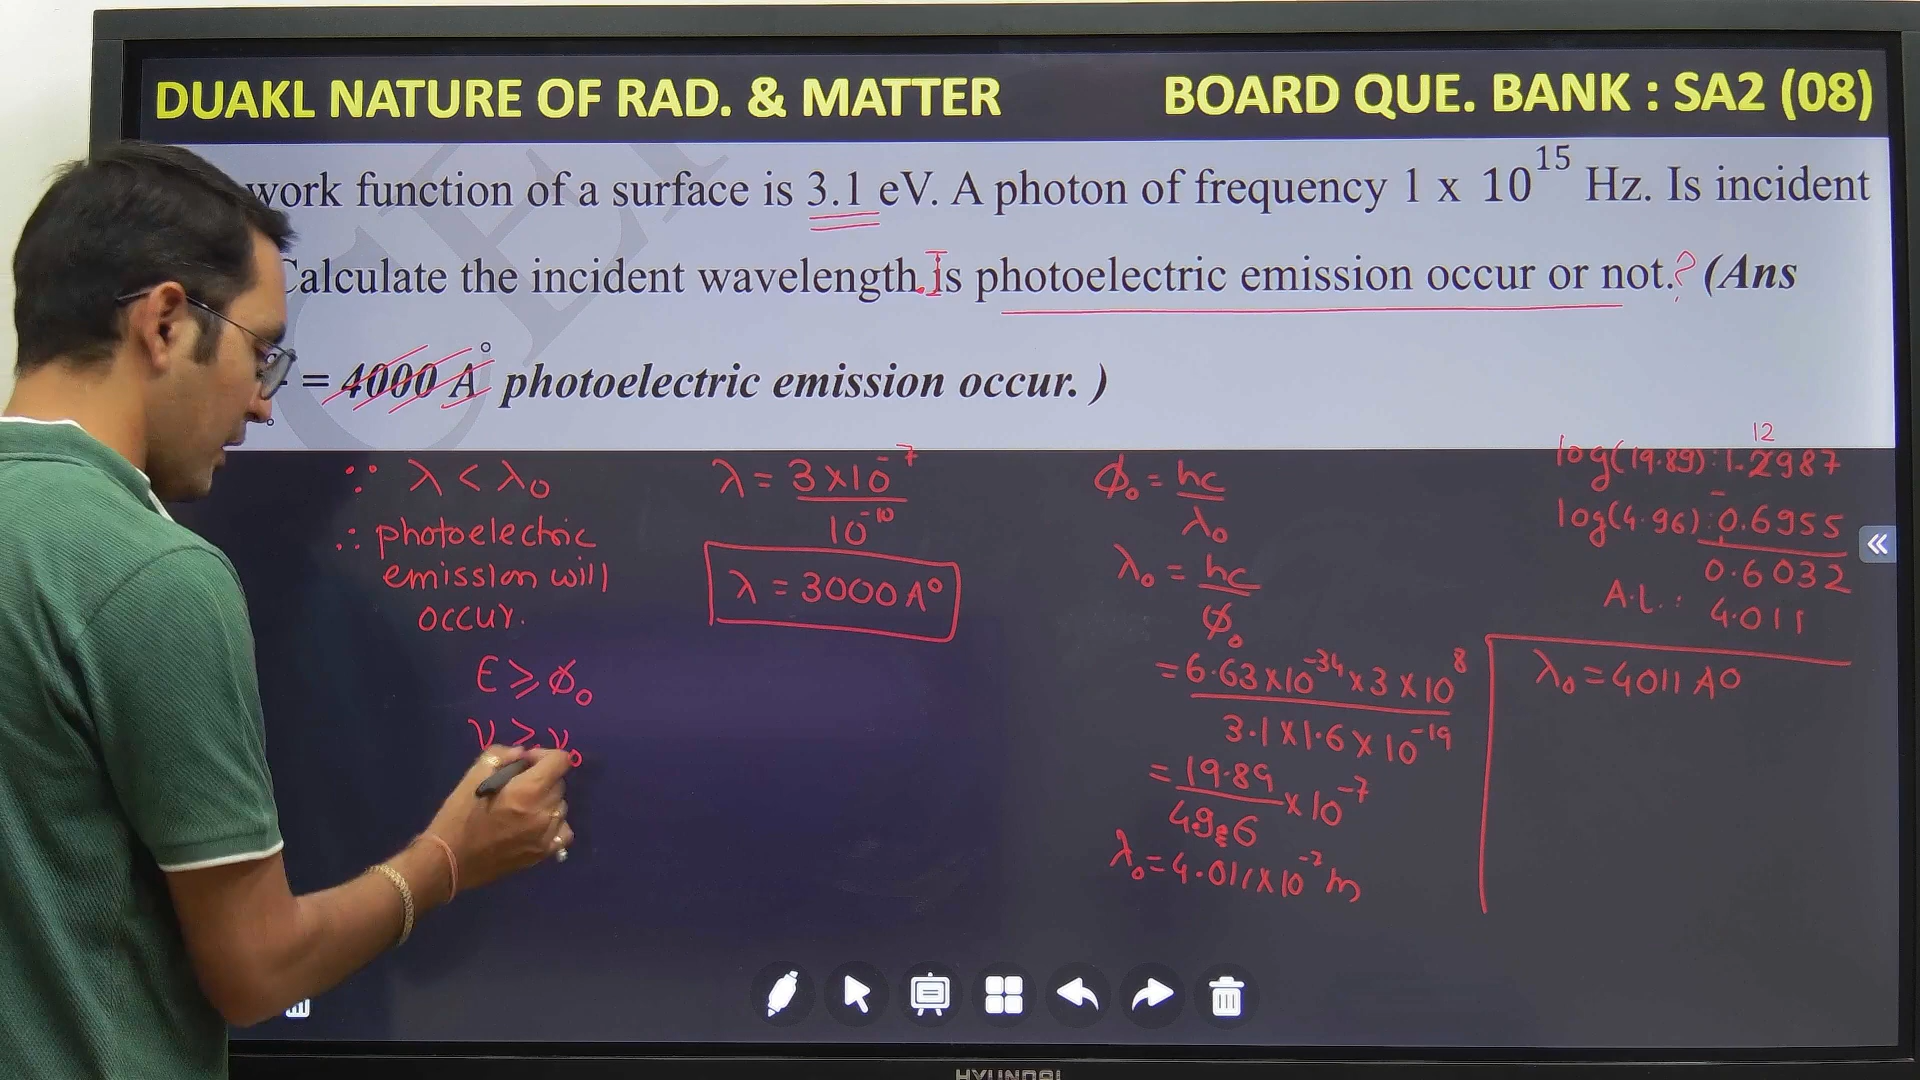 DUAKL NATURE OF RAD. & MATTER BOARD QUE. BANK : SA2 (08)
work function of a surface is 3.1 eV. A photon of frequency 1 x 10^15 Hz. Is incident
Calculate the incident wavelength. Is photoelectric emission occur or not.? (Ans
= 4000 A° photoelectric emission occur. )
∵ λ < λ₀
∴ photoelectric
emission will
occur.
E ⩾ ϕ₀
ν ⩾ ν₀
λ = 3×10^-7
10^-10
λ = 3000 A°
ϕ₀ = hc
λ₀
λ₀ = hc
ϕ₀
= 6.63×10^-34 × 3 × 10^8
3.1 × 1.6 × 10^-19
= 19.89 × 10^-7
4.96
λ₀ = 4.011 × 10^-7 m
12
log(19.89) : 1.2987
log(4.96) : 0.6955
0.6032
A.L. : 4.011
λ₀ = 4011 A°
HYUNDAI